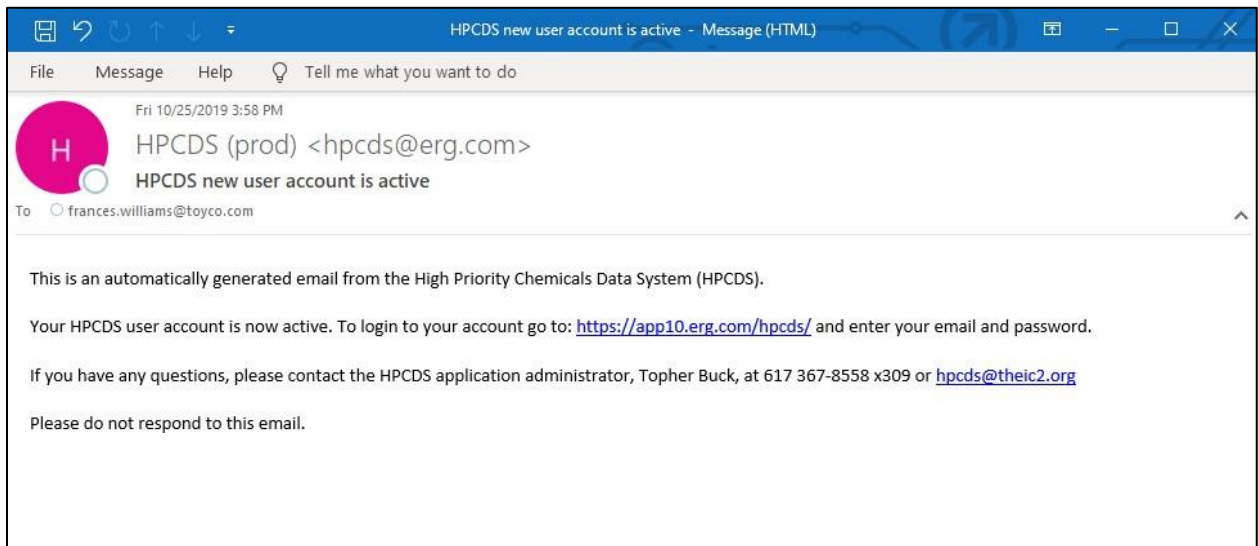 HPCDS new user account is active - Message (HTML)
File Message Help Tell me what you want to do
Fri 10/25/2019 3:58 PM
H
HPCDS (prod) <hpcds@erg.com>
HPCDS new user account is active
To frances.williams@toyco.com
This is an automatically generated email from the High Priority Chemicals Data System (HPCDS).
Your HPCDS user account is now active. To login to your account go to: https://app10.erg.com/hpcds/ and enter your email and password.
If you have any questions, please contact the HPCDS application administrator, Topher Buck, at 617 367-8558 x309 or hpcds@theic2.org
Please do not respond to this email.